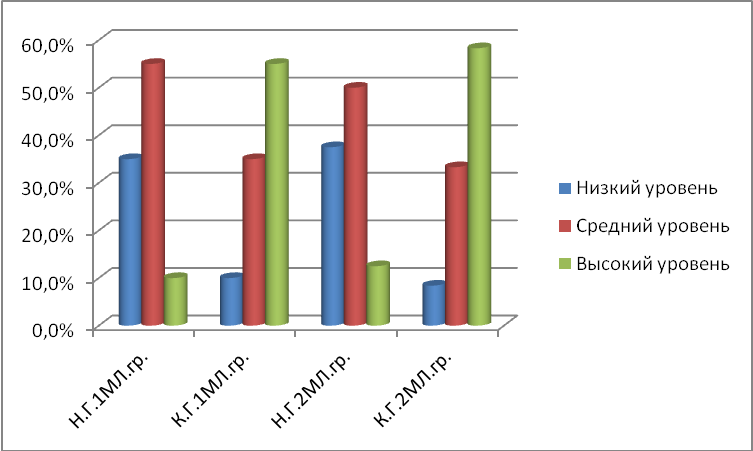 60,0%
50,0%
40,0%
30,0%
20,0%
10,0%
0,0%
Н.Г.1МЛ.гр.
К.Г.1МЛ.гр.
Н.Г.2МЛ.гр.
К.Г.2МЛ.гр.
Низкий уровень
Средний уровень
Высокий уровень